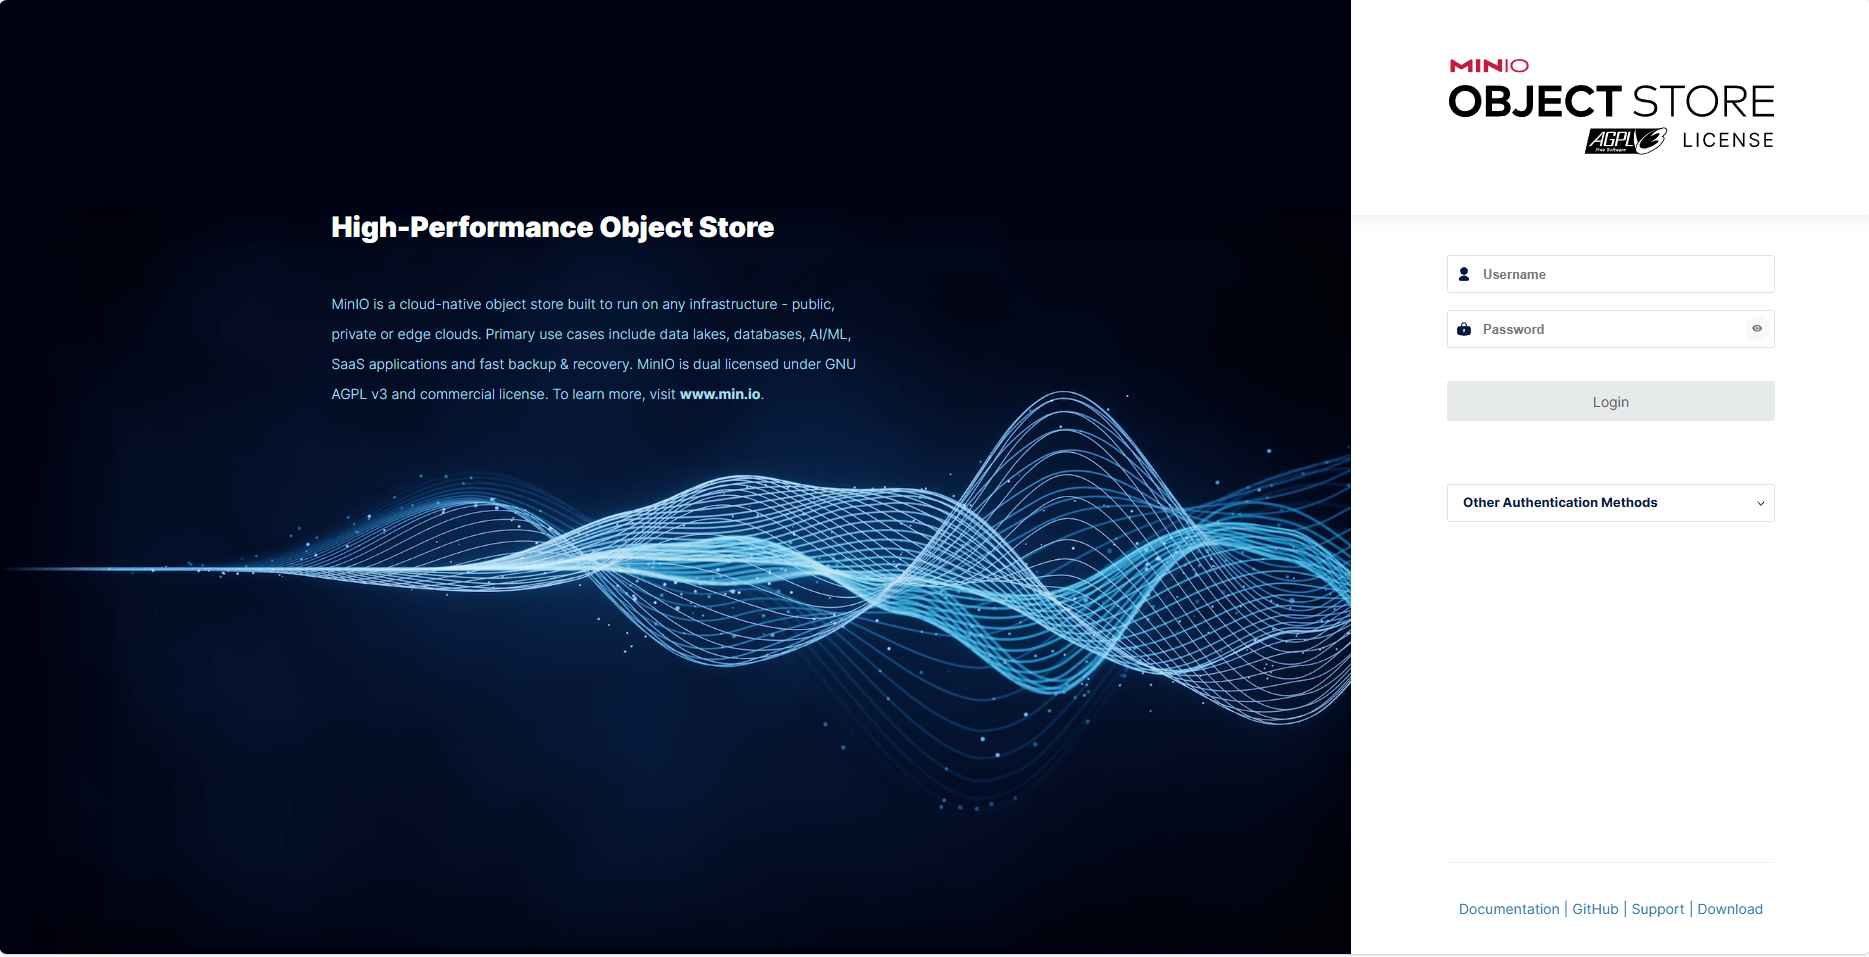 High-Performance Object Store
MinIO is a cloud-native object store built to run on any infrastructure - public,
private or edge clouds. Primary use cases include data lakes, databases, AI/ML,
SaaS applications and fast backup & recovery. MinIO is dual licensed under GNU
AGPL v3 and commercial license. To learn more, visit www.min.io.
MINIO
OBJECT STORE
AGPLv3 LICENSE
Free Software
Username
Password
Login
Other Authentication Methods
Documentation | GitHub | Support | Download